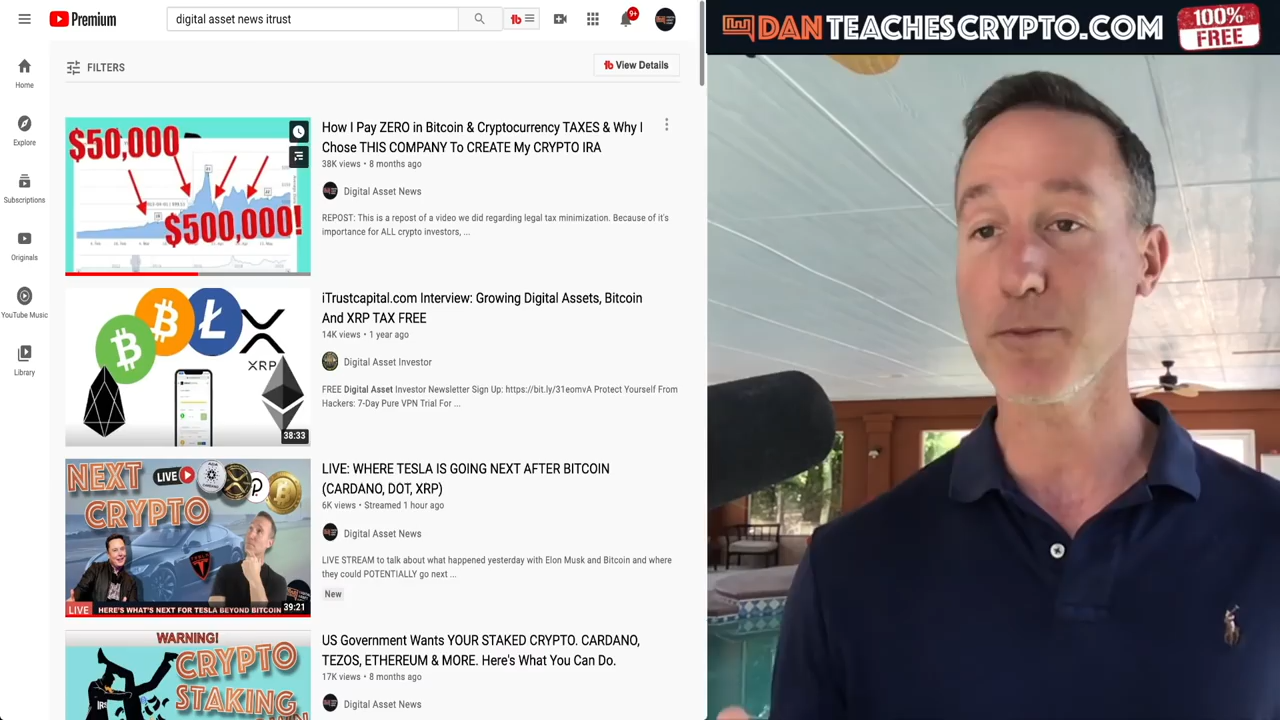 Premium
digital asset news itrust
tb
9+
DANTEACHESCRYPTO.COM
100%
FREE
FILTERS
tb View Details
Home
Explore
Subscriptions
Originals
YouTube Music
Library
$50,000
$500,000!
How I Pay ZERO in Bitcoin & Cryptocurrency TAXES & Why I
Chose THIS COMPANY To CREATE My CRYPTO IRA
38K views • 8 months ago
Digital Asset News
REPOST: This is a repost of a video we did regarding legal tax minimization. Because of it's
importance for ALL crypto investors, ...
XRP
38:33
iTrustcapital.com Interview: Growing Digital Assets, Bitcoin
And XRP TAX FREE
14K views • 1 year ago
Digital Asset Investor
FREE Digital Asset Investor Newsletter Sign Up: https://bit.ly/31eomvA Protect Yourself From
Hackers: 7-Day Pure VPN Trial For ...
NEXT
CRYPTO
LIVE
LIVE HERE'S WHAT'S NEXT FOR TESLA BEYOND BITCOIN
39:21
LIVE: WHERE TESLA IS GOING NEXT AFTER BITCOIN
(CARDANO, DOT, XRP)
6K views • Streamed 1 hour ago
Digital Asset News
LIVE STREAM to talk about what happened yesterday with Elon Musk and Bitcoin and where
they could POTENTIALLY go next ...
New
WARNING!
CRYPTO
STAKING
US Government Wants YOUR STAKED CRYPTO. CARDANO,
TEZOS, ETHEREUM & MORE. Here's What You Can Do.
17K views • 8 months ago
Digital Asset News